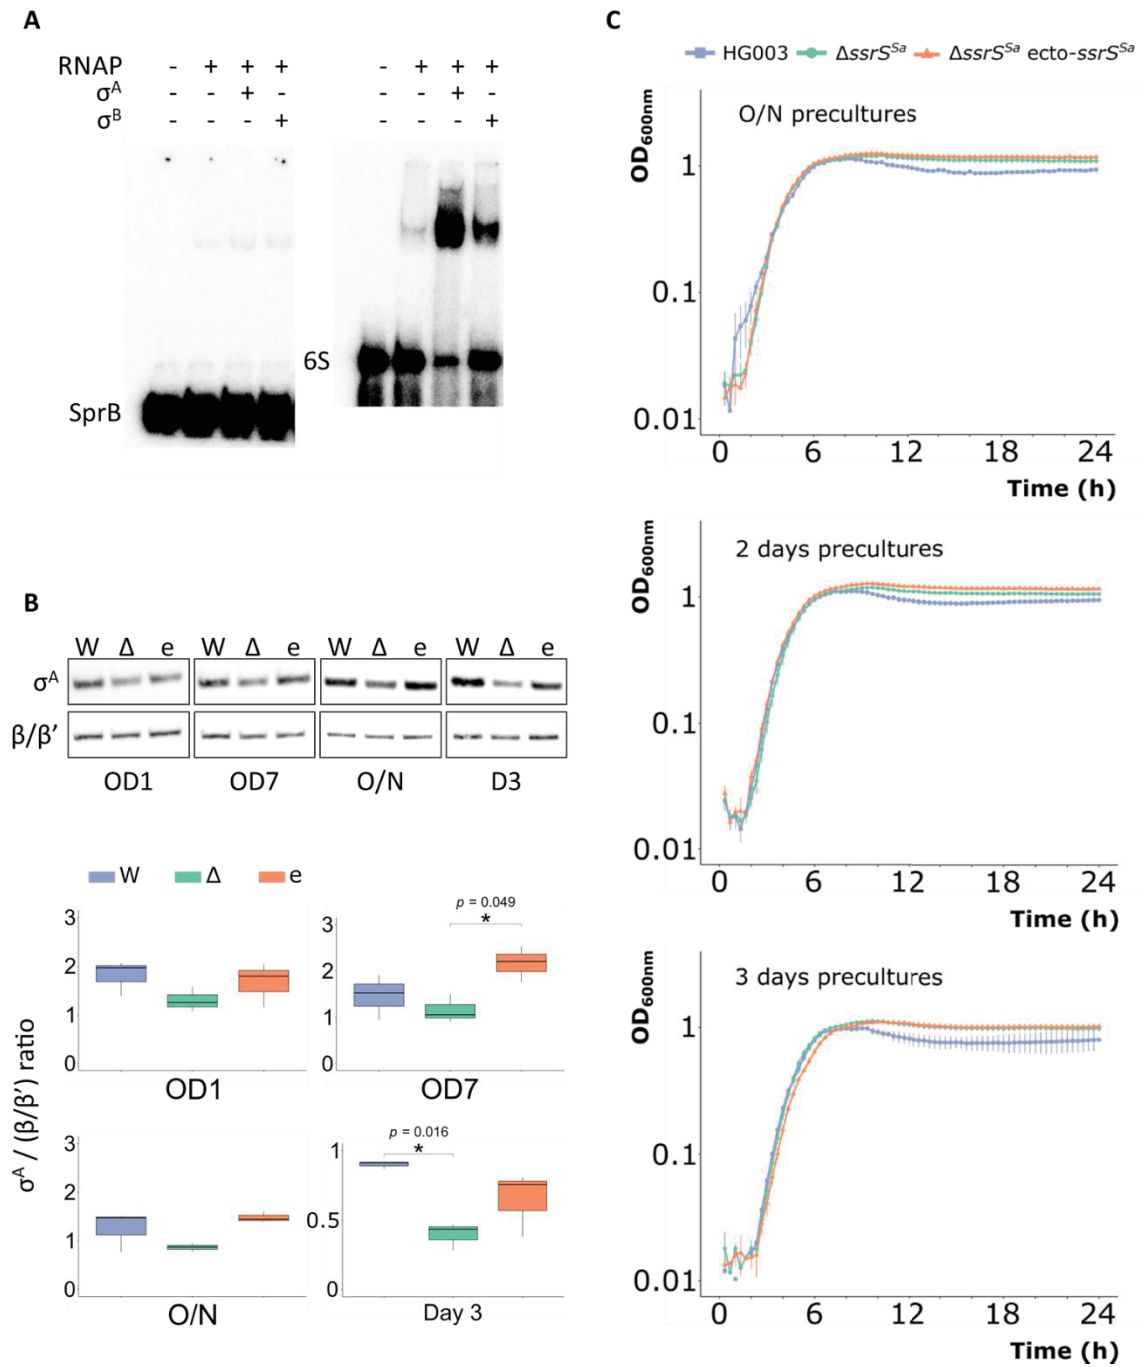 A
RNAP - + + + - + + +
σᴬ - - + - - - + -
σᴮ - - - + - - - +
6S
SprB
B
W Δ e W Δ e W Δ e W Δ e
σᴬ
β/β’
OD1 OD7 O/N D3
W Δ e
σᴬ / (β/β’) ratio
3
2
1
0
OD1
p = 0.049
*
3
2
1
0
OD7
3
2
1
0
O/N
p = 0.016
*
1
0.5
0
Day 3
C
HG003 ΔssrSˢᵃ ΔssrSˢᵃ ecto-ssrSˢᵃ
O/N precultures
OD600nm
1
0.1
0.01
0 6 12 18 24
Time (h)
2 days precultures
OD600nm
1
0.1
0.01
0 6 12 18 24
Time (h)
3 days precultures
OD600nm
1
0.1
0.01
0 6 12 18 24
Time (h)